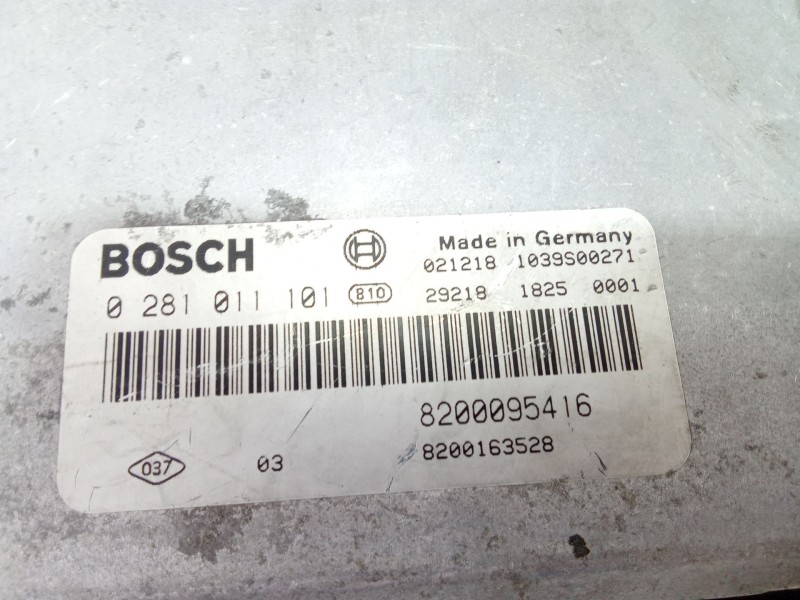 BOSCH
Made in Germany
021218 1039S00271
0 281 011 101 810 29218 1825 0001
8200095416
037 03 8200163528